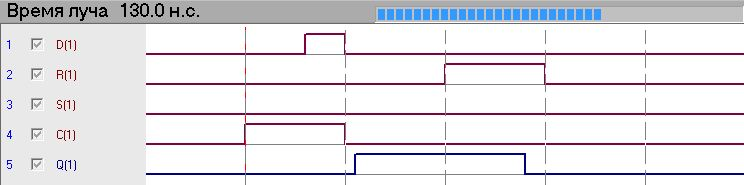 Время луча 130.0 н.с.
1 D(1)
2 R(1)
3 S(1)
4 C(1)
5 Q(1)